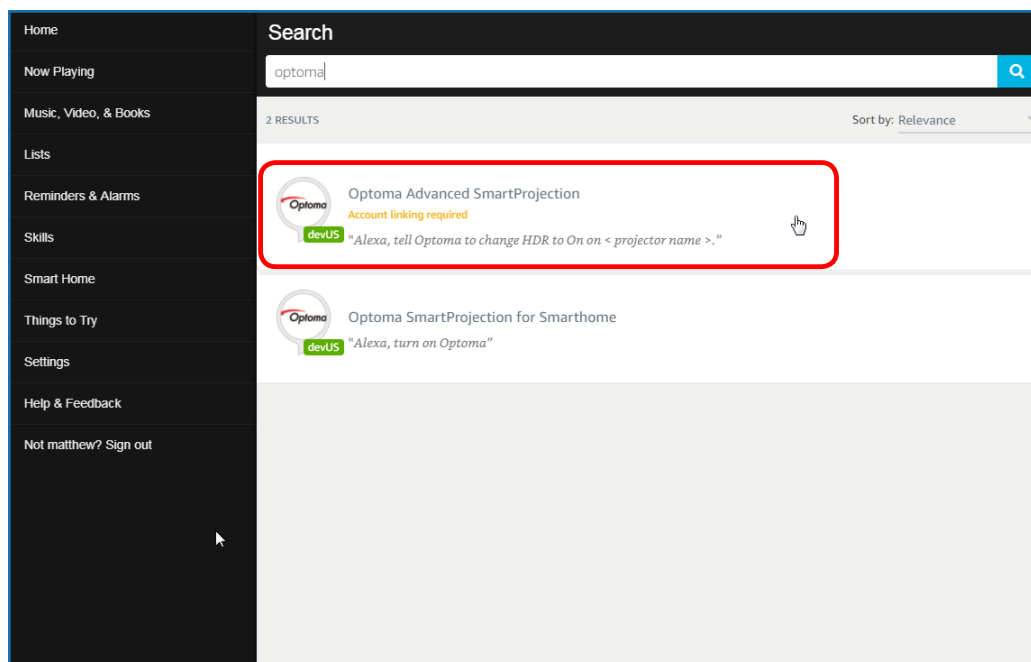 Home
Now Playing
Music, Video, & Books
Lists
Reminders & Alarms
Skills
Smart Home
Things to Try
Settings
Help & Feedback
Not matthew? Sign out
Search
optoma
2 RESULTS
Sort by: Relevance
Optoma
devUS
Optoma Advanced SmartProjection
Account linking required
"Alexa, tell Optoma to change HDR to On on < projector name >."
Optoma
devUS
Optoma SmartProjection for Smarthome
"Alexa, turn on Optoma"